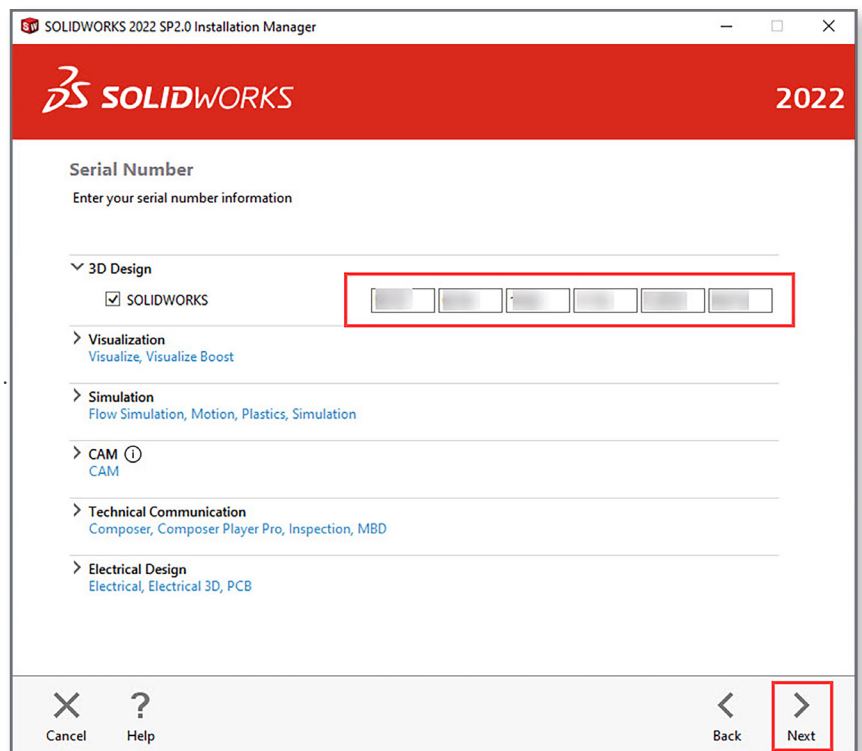 SOLIDWORKS 2022 SP2.0 Installation Manager
SOLIDWORKS 2022
Serial Number
Enter your serial number information
3D Design
SOLIDWORKS
Visualization
Visualize, Visualize Boost
Simulation
Flow Simulation, Motion, Plastics, Simulation
CAM
CAM
Technical Communication
Composer, Composer Player Pro, Inspection, MBD
Electrical Design
Electrical, Electrical 3D, PCB
Cancel Help Back Next